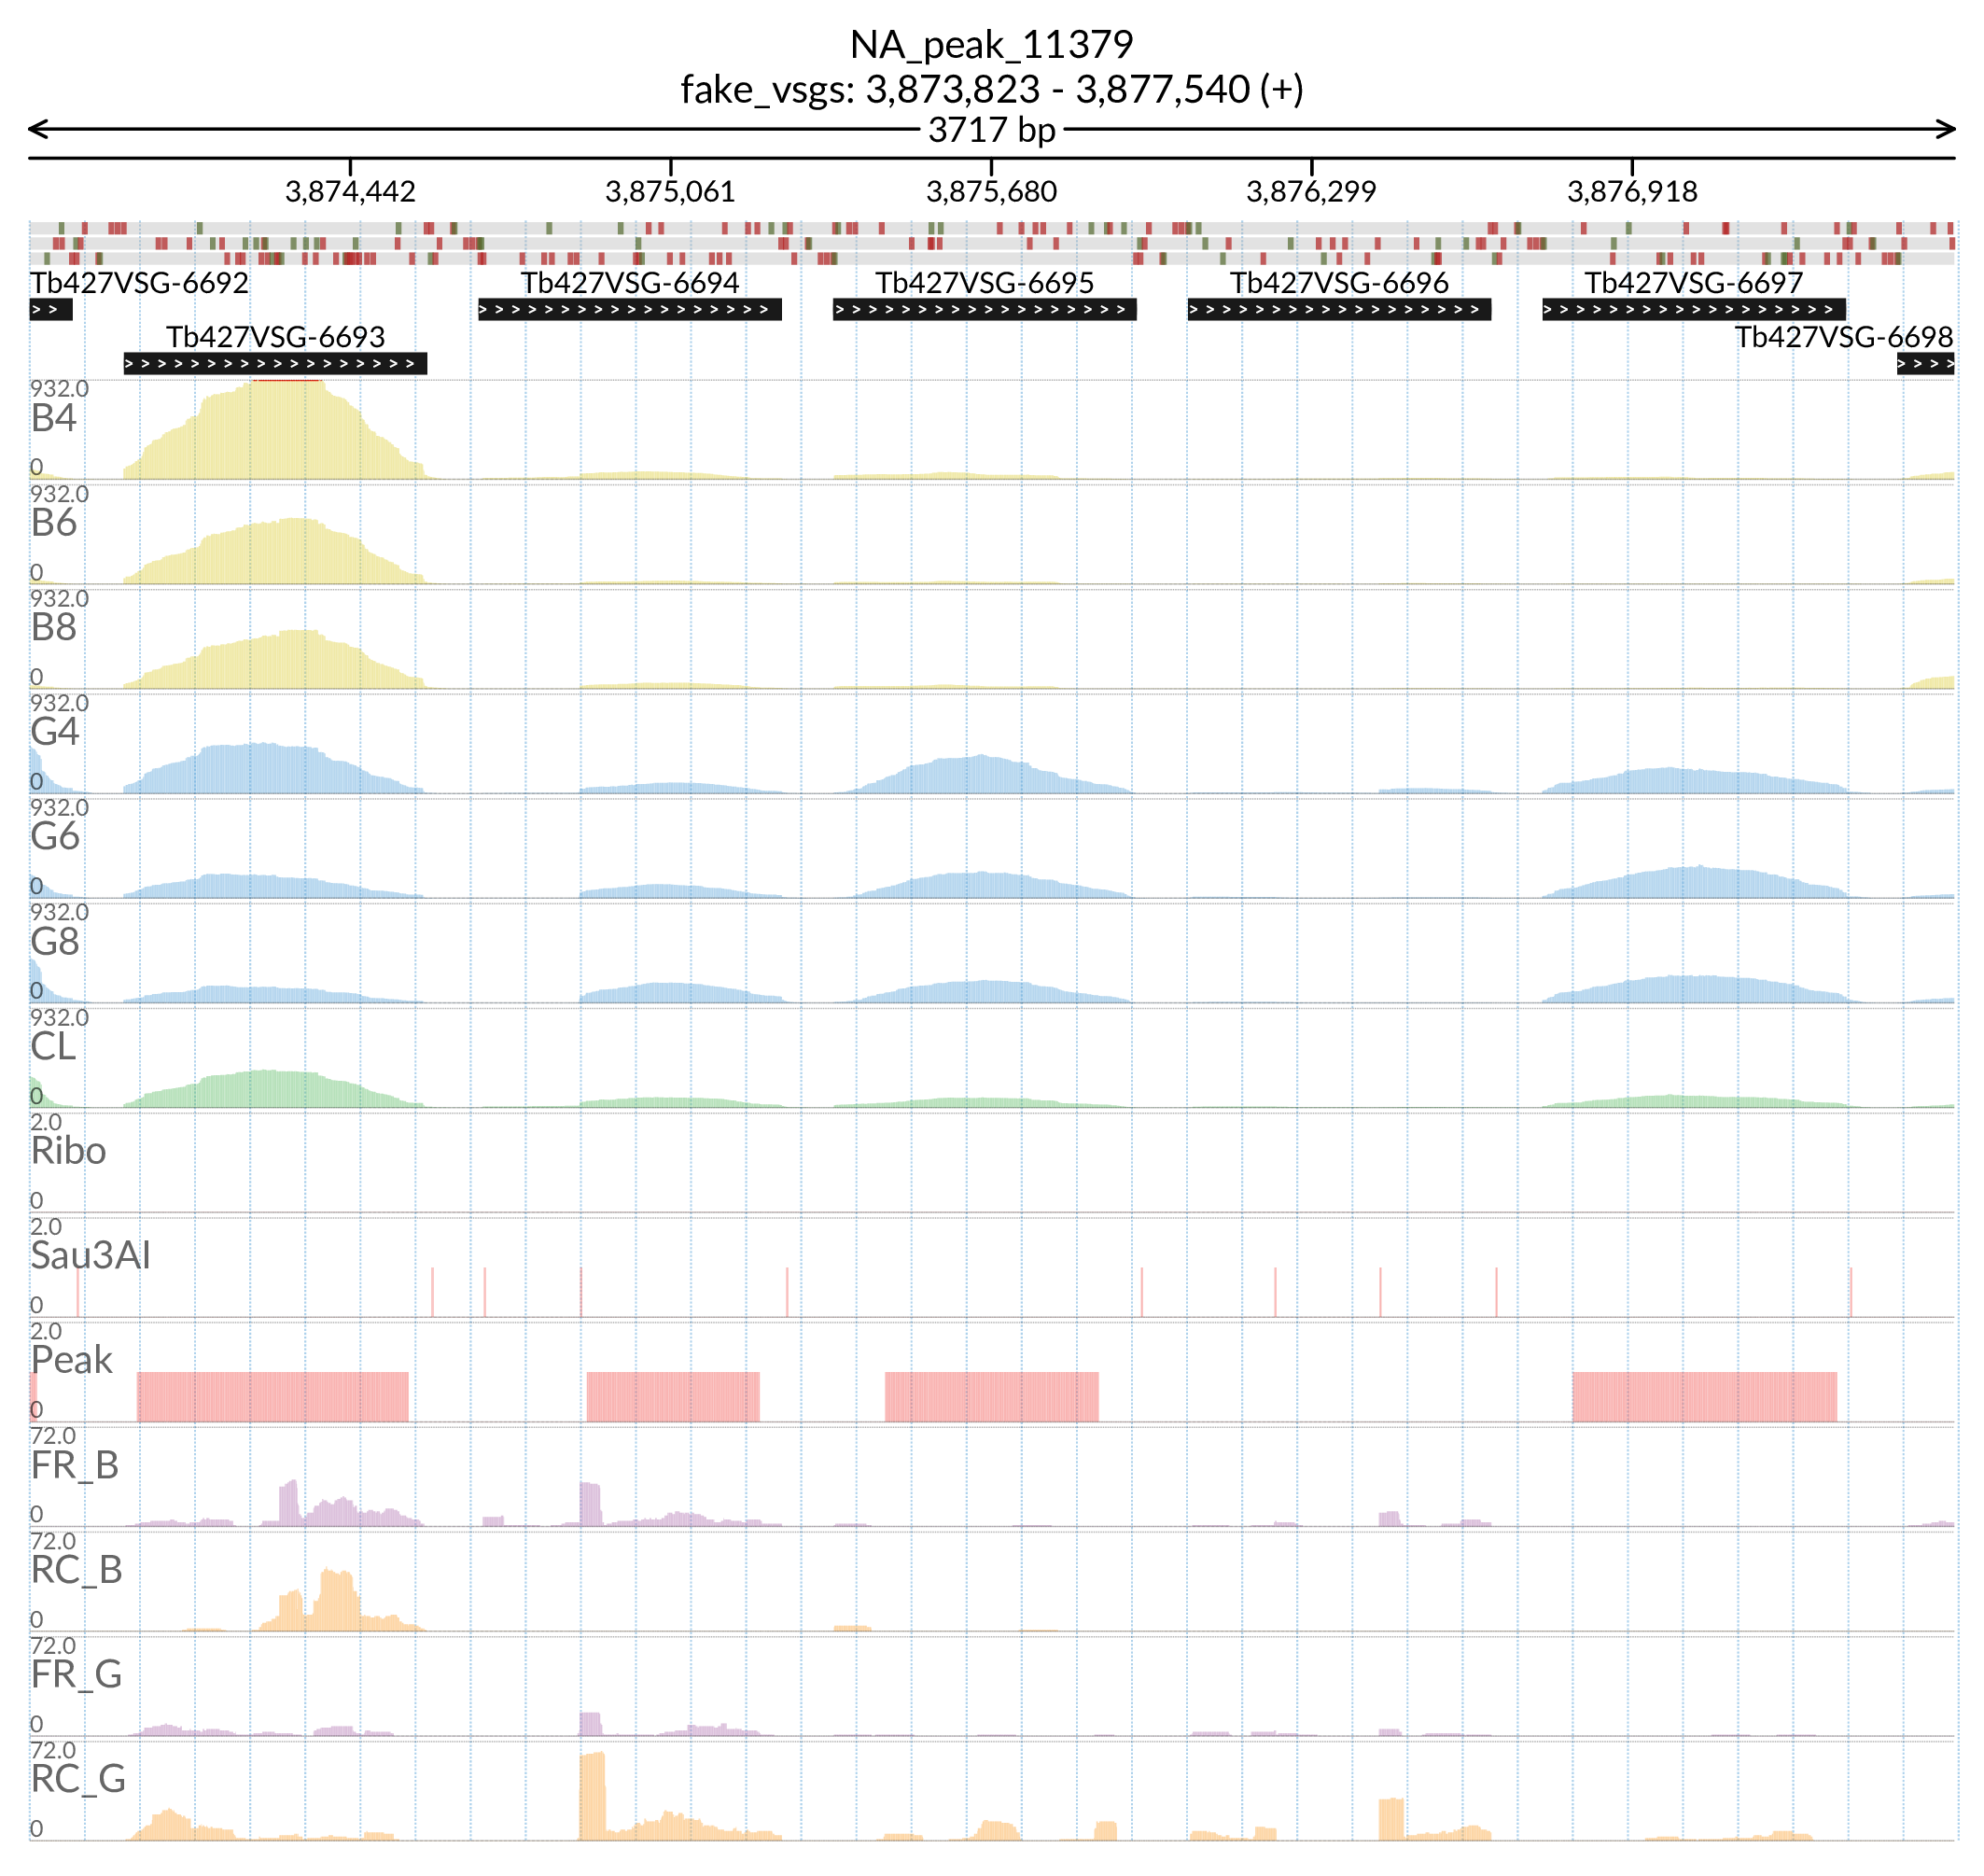 NA_peak_11379
fake_vsgs: 3,873,823 - 3,877,540 (+)
3717 bp
3,874,442 3,875,061 3,875,680 3,876,299 3,876,918
Tb427VSG-6692 Tb427VSG-6694 Tb427VSG-6695 Tb427VSG-6696 Tb427VSG-6697
Tb427VSG-6693 Tb427VSG-6698
932.0
B4
0
932.0
B6
0
932.0
B8
0
932.0
G4
0
932.0
G6
0
932.0
G8
0
932.0
CL
0
2.0
Ribo
0
2.0
Sau3AI
0
2.0
Peak
0
72.0
FR_B
0
72.0
RC_B
0
72.0
FR_G
0
72.0
RC_G
0